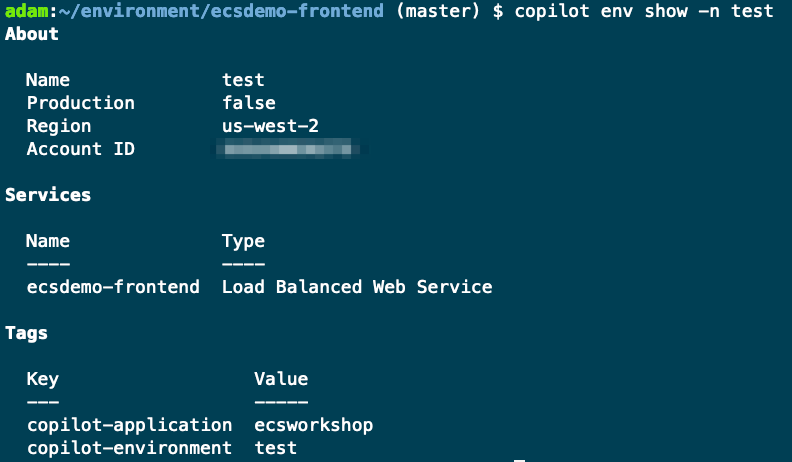 adam:~/environment/ecsdemo-frontend (master) $ copilot env show -n test
About
Name test
Production false
Region us-west-2
Account ID
Services
Name Type
---- ----
ecsdemo-frontend Load Balanced Web Service
Tags
Key Value
--- -----
copilot-application ecsworkshop
copilot-environment test